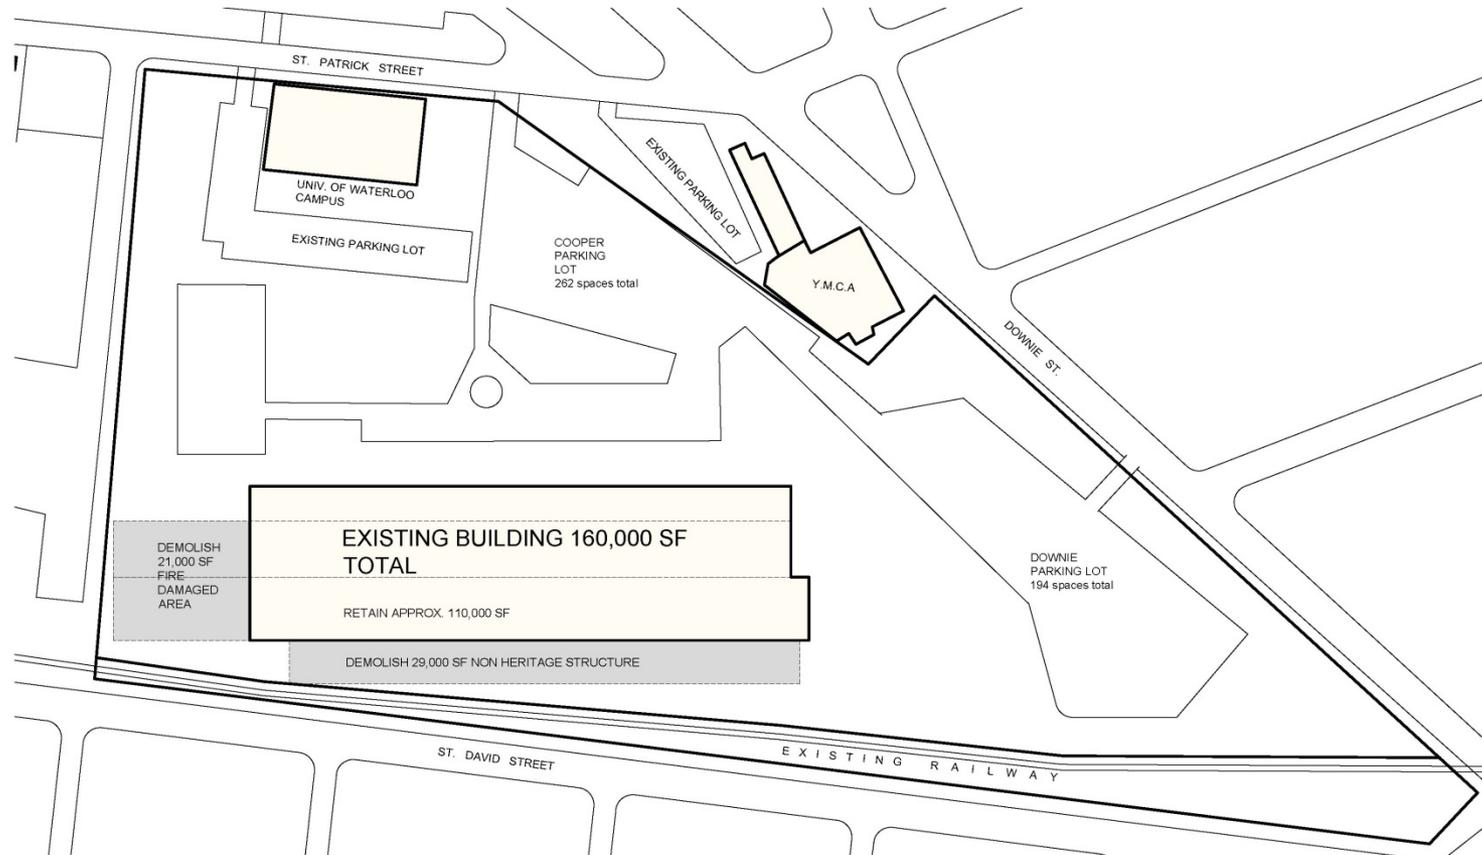 ST. PATRICK STREET
UNIV. OF WATERLOO
CAMPUS
EXISTING PARKING LOT
EXISTING PARKING LOT
COOPER
PARKING
LOT
262 spaces total
Y.M.C.A
DOWNIE ST.
EXISTING BUILDING 160,000 SF
TOTAL
RETAIN APPROX. 110,000 SF
DEMOLISH
21,000 SF
FIRE
DAMAGED
AREA
DEMOLISH 29,000 SF NON HERITAGE STRUCTURE
DOWNIE
PARKING LOT
194 spaces total
ST. DAVID STREET
EXISTING RAILWAY